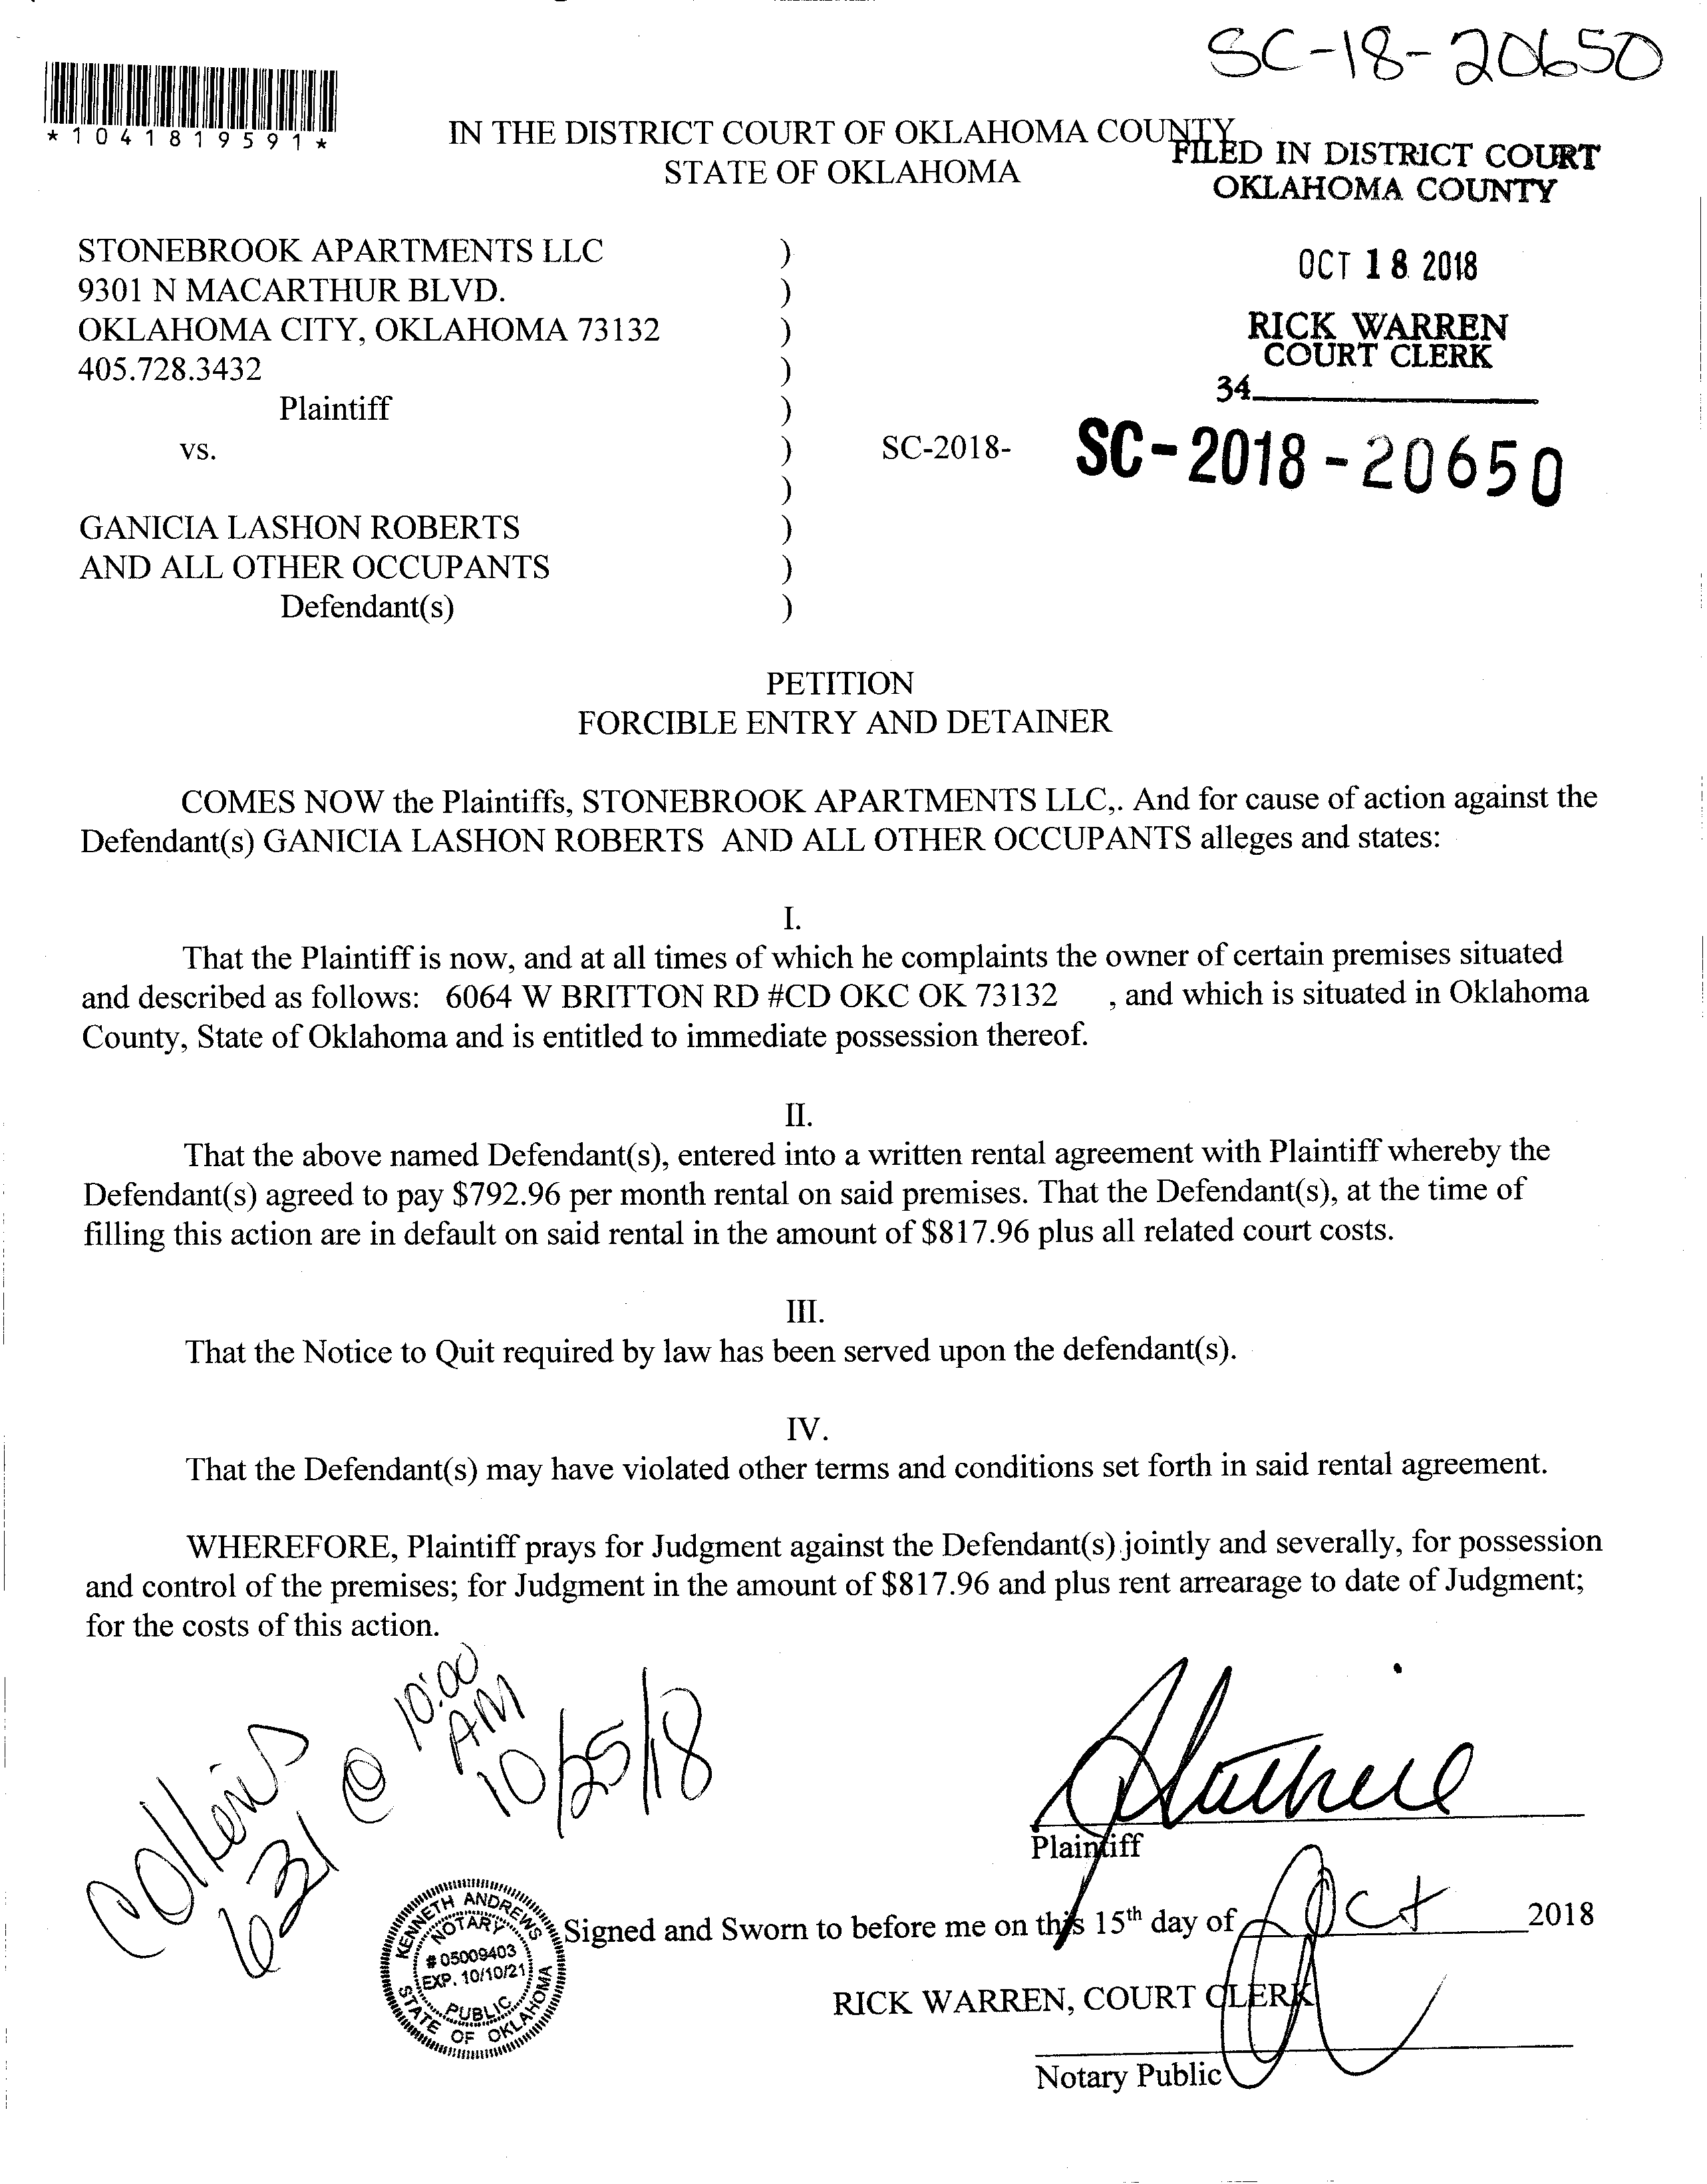 SC-18-20650
*1041819591*
IN THE DISTRICT COURT OF OKLAHOMA COUNTY
STATE OF OKLAHOMA
FILED IN DISTRICT COURT
OKLAHOMA COUNTY
OCT 18 2018
RICK WARREN
COURT CLERK
34
STONEBROOK APARTMENTS LLC )
9301 N MACARTHUR BLVD. )
OKLAHOMA CITY, OKLAHOMA 73132 )
405.728.3432 )
Plaintiff )
vs. ) SC-2018- SC-2018-20650
)
GANICIA LASHON ROBERTS )
AND ALL OTHER OCCUPANTS )
Defendant(s) )
PETITION
FORCIBLE ENTRY AND DETAINER
COMES NOW the Plaintiffs, STONEBROOK APARTMENTS LLC,. And for cause of action against the
Defendant(s) GANICIA LASHON ROBERTS AND ALL OTHER OCCUPANTS alleges and states:
I.
That the Plaintiff is now, and at all times of which he complaints the owner of certain premises situated
and described as follows: 6064 W BRITTON RD #CD OKC OK 73132 , and which is situated in Oklahoma
County, State of Oklahoma and is entitled to immediate possession thereof.
II.
That the above named Defendant(s), entered into a written rental agreement with Plaintiff whereby the
Defendant(s) agreed to pay $792.96 per month rental on said premises. That the Defendant(s), at the time of
filling this action are in default on said rental in the amount of $817.96 plus all related court costs.
III.
That the Notice to Quit required by law has been served upon the defendant(s).
IV.
That the Defendant(s) may have violated other terms and conditions set forth in said rental agreement.
WHEREFORE, Plaintiff prays for Judgment against the Defendant(s) jointly and severally, for possession
and control of the premises; for Judgment in the amount of $817.96 and plus rent arrearage to date of Judgment;
for the costs of this action.
Collins
631 @ 10:00
AM
10/25/18
Plaintiff
KENNETH ANDREWS
NOTARY
# 05009403
EXP. 10/10/21
PUBLIC
STATE OF OKLAHOMA
Signed and Sworn to before me on this 15th day of Oct 2018
RICK WARREN, COURT CLERK
Notary Public